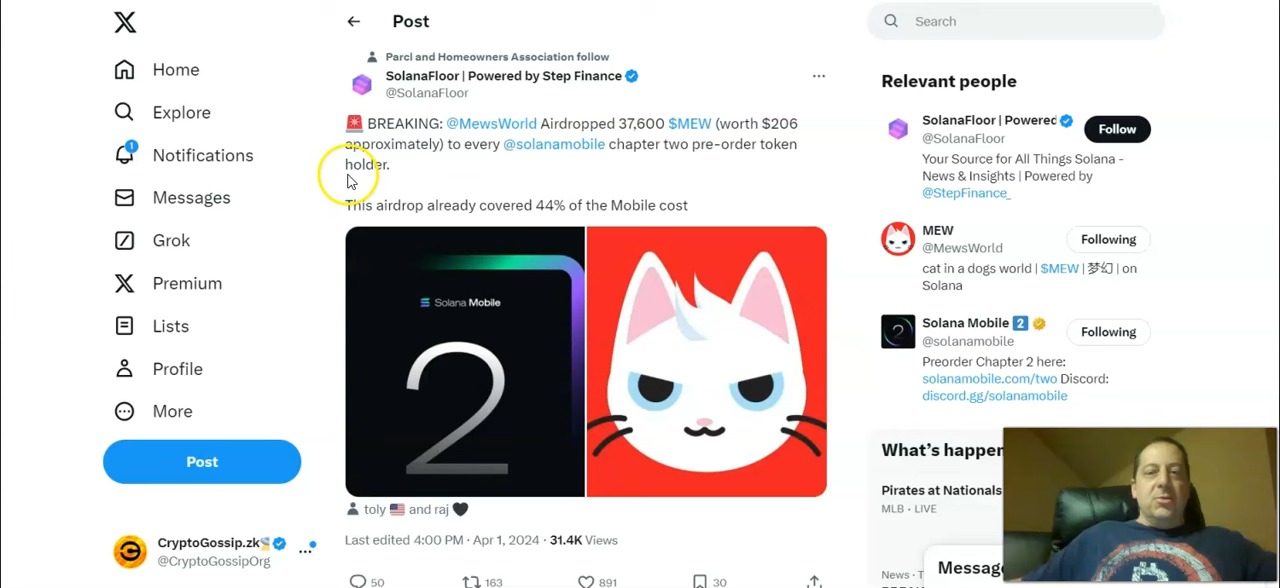 Home
Explore
1
Notifications
Messages
Grok
Premium
Lists
Profile
More
Post
CryptoGossip.zk
@CryptoGossipOrg
Post
Parcl and Homeowners Association follow
SolanaFloor | Powered by Step Finance
@SolanaFloor
🚨 BREAKING: @MewsWorld Airdropped 37,600 $MEW (worth $206
approximately) to every @solanamobile chapter two pre-order token
holder.
This airdrop already covered 44% of the Mobile cost
Solana Mobile
2
toly 🇺🇸 and raj 🖤
Last edited 4:00 PM · Apr 1, 2024 · 31.4K Views
50
163
891
30
Search
Relevant people
SolanaFloor | Powered
@SolanaFloor
Follow
Your Source for All Things Solana -
News & Insights | Powered by
@StepFinance_
MEW
@MewsWorld
Following
cat in a dogs world | $MEW | 梦幻 | on
Solana
2
Solana Mobile 2️⃣
@solanamobile
Following
Preorder Chapter 2 here:
solanamobile.com/two Discord:
discord.gg/solanamobile
What's happen
Pirates at Nationals
MLB · LIVE
News · T
Messag